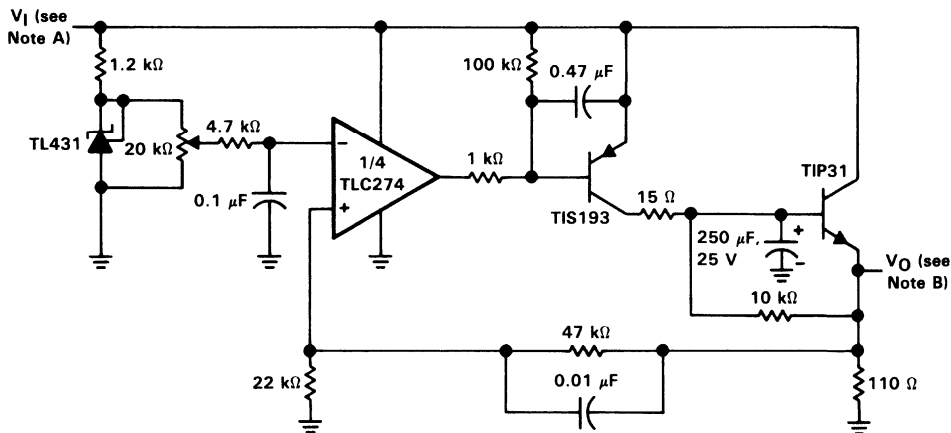 VI (see
Note A)
1.2 kΩ
TL431
20 kΩ
4.7 kΩ
0.1 μF
−
1/4
TLC274
+
100 kΩ
0.47 μF
1 kΩ
TIS193
15 Ω
TIP31
250 μF,
25 V
+
−
VO (see
Note B)
10 kΩ
47 kΩ
0.01 μF
22 kΩ
110 Ω